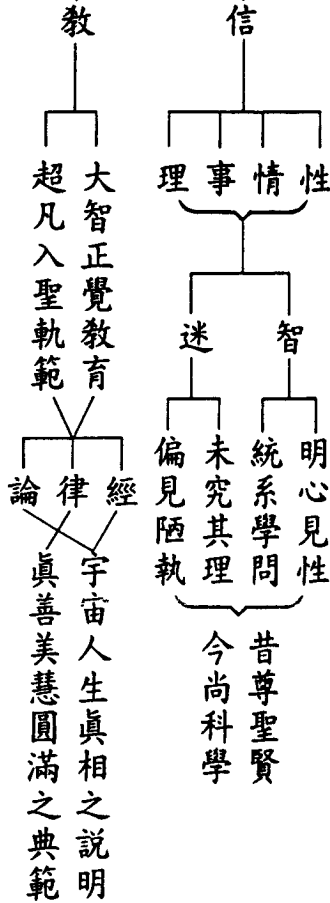 信
性
情
事
理
智
迷
明心見性
統系學問
未究其理
偏見陋執
昔尊聖賢
今尚科學
教
大智正覺教育
超凡入聖軌範
經
律
論
宇宙人生眞相之說明
眞善美慧圓滿之典範